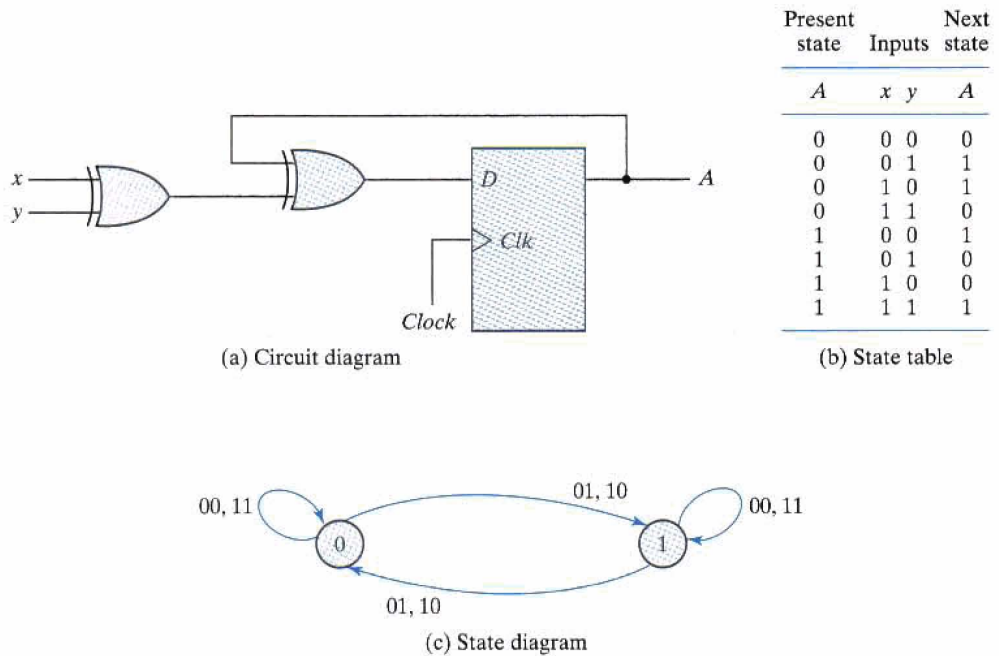 x
y
D
Clk
Clock
A
(a) Circuit diagram
Present Next
state Inputs state
A x y A
0 0 0 0
0 0 1 1
0 1 0 1
0 1 1 0
1 0 0 1
1 0 1 0
1 1 0 0
1 1 1 1
(b) State table
00, 11
0
01, 10
1
00, 11
01, 10
(c) State diagram